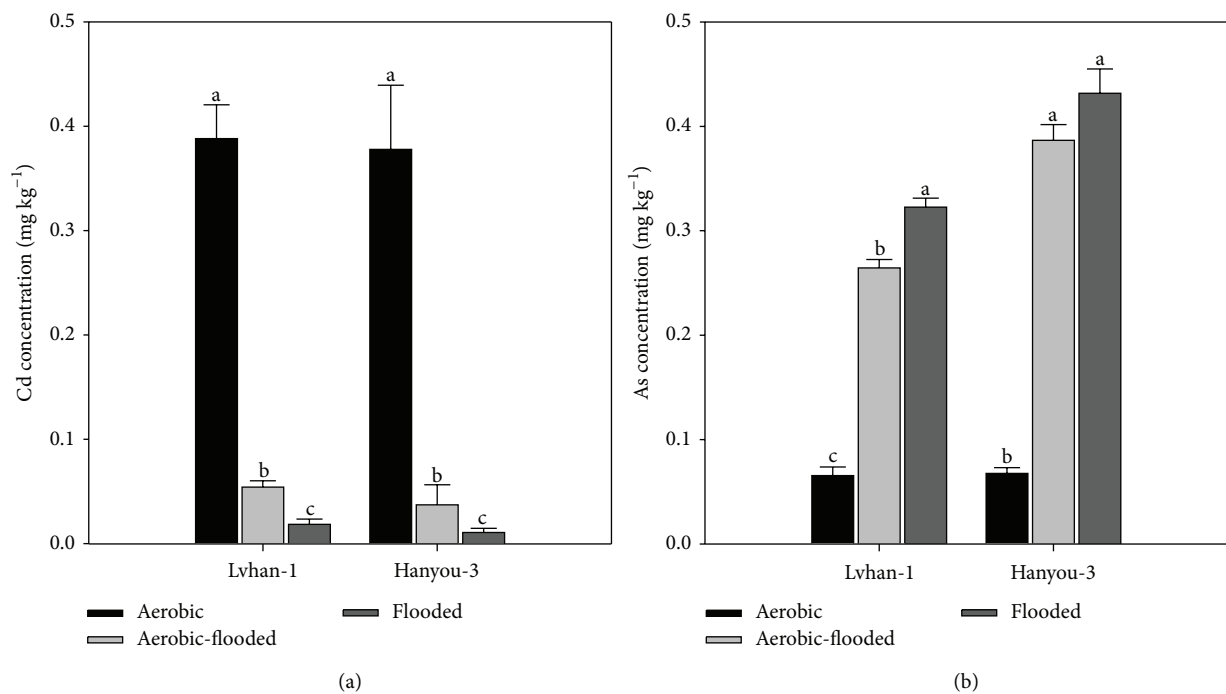 0.5
0.4
0.3
0.2
0.1
0.0
Cd concentration (mg kg⁻¹)
a
b
c
a
b
c
Lvhan-1
Hanyou-3
Aerobic
Flooded
Aerobic-flooded
(a)
0.5
0.4
0.3
0.2
0.1
0.0
As concentration (mg kg⁻¹)
c
b
a
b
a
a
Lvhan-1
Hanyou-3
Aerobic
Flooded
Aerobic-flooded
(b)